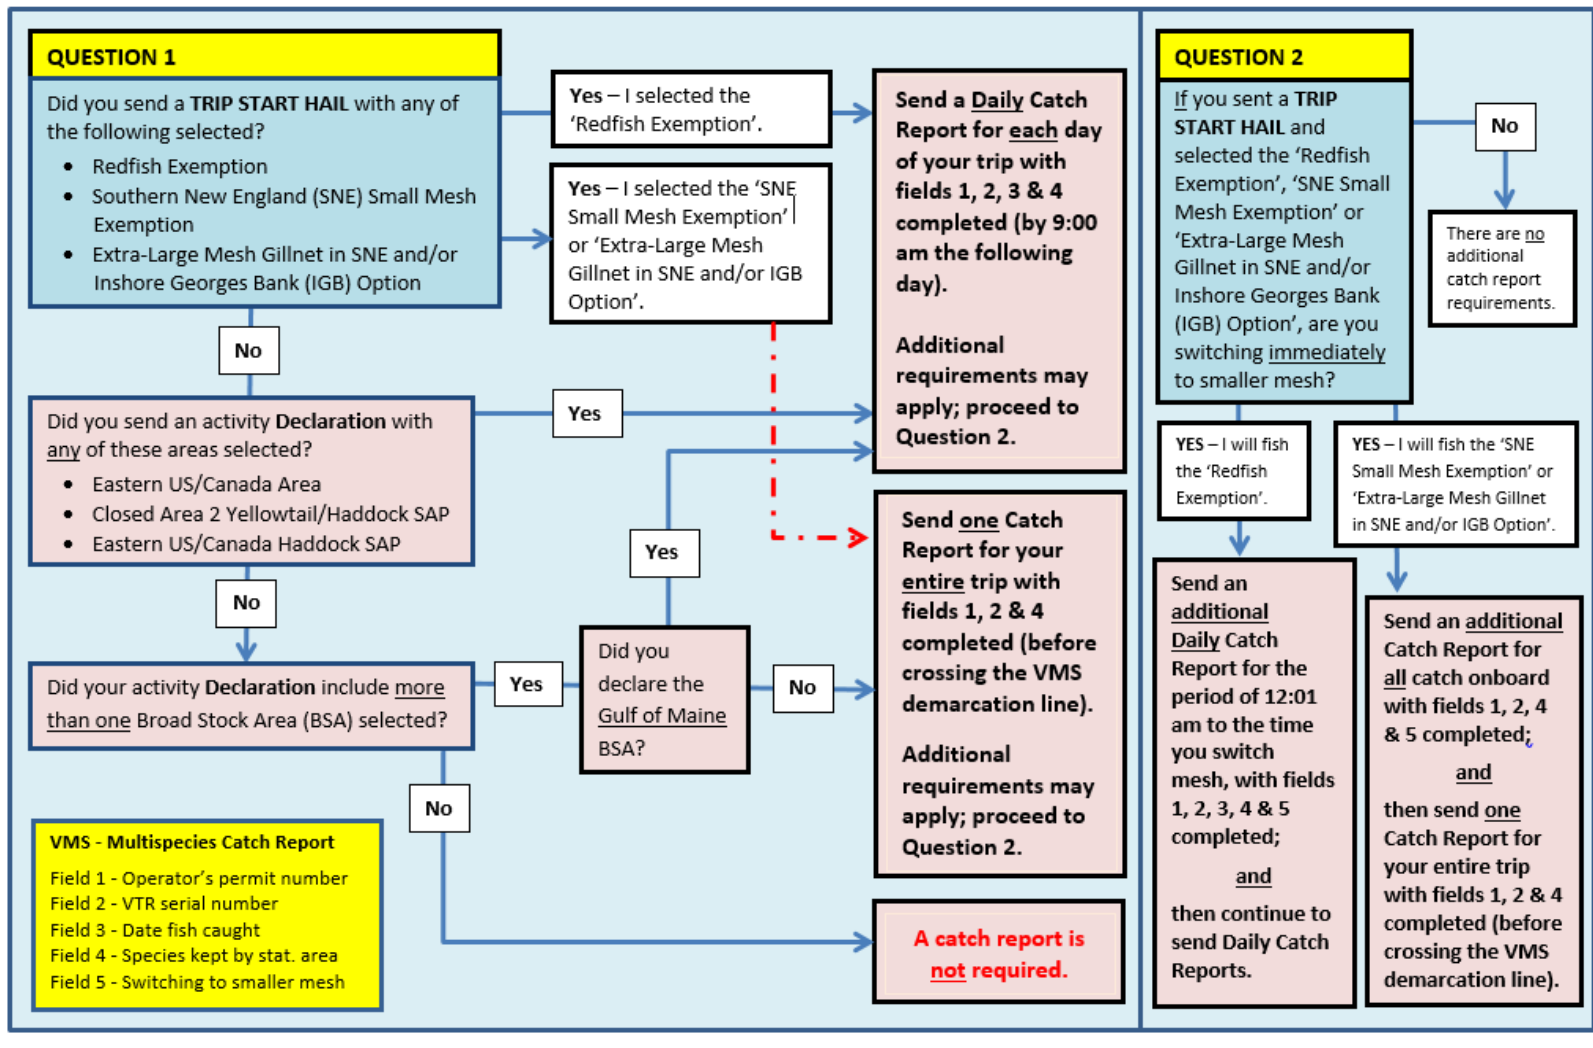 QUESTION 1
Did you send a TRIP START HAIL with any of
the following selected?
• Redfish Exemption
• Southern New England (SNE) Small Mesh
Exemption
• Extra-Large Mesh Gillnet in SNE and/or
Inshore Georges Bank (IGB) Option
Yes – I selected the
'Redfish Exemption'.
Yes – I selected the 'SNE
Small Mesh Exemption'
or 'Extra-Large Mesh
Gillnet in SNE and/or IGB
Option'.
Send a Daily Catch
Report for each day
of your trip with
fields 1, 2, 3 & 4
completed (by 9:00
am the following
day).
Additional
requirements may
apply; proceed to
Question 2.
No
Did you send an activity Declaration with
any of these areas selected?
• Eastern US/Canada Area
• Closed Area 2 Yellowtail/Haddock SAP
• Eastern US/Canada Haddock SAP
Yes
No
Did your activity Declaration include more
than one Broad Stock Area (BSA) selected?
Yes
Did you
declare the
Gulf of Maine
BSA?
Yes
No
Send one Catch
Report for your
entire trip with
fields 1, 2 & 4
completed (before
crossing the VMS
demarcation line).
Additional
requirements may
apply; proceed to
Question 2.
No
A catch report is
not required.
VMS - Multispecies Catch Report
Field 1 - Operator's permit number
Field 2 - VTR serial number
Field 3 - Date fish caught
Field 4 - Species kept by stat. area
Field 5 - Switching to smaller mesh
QUESTION 2
If you sent a TRIP
START HAIL and
selected the 'Redfish
Exemption', 'SNE Small
Mesh Exemption' or
'Extra-Large Mesh
Gillnet in SNE and/or
Inshore Georges Bank
(IGB) Option', are you
switching immediately
to smaller mesh?
No
There are no
additional
catch report
requirements.
YES – I will fish
the 'Redfish
Exemption'.
YES – I will fish the 'SNE
Small Mesh Exemption' or
'Extra-Large Mesh Gillnet
in SNE and/or IGB Option'.
Send an
additional
Daily Catch
Report for the
period of 12:01
am to the time
you switch
mesh, with fields
1, 2, 3, 4 & 5
completed;
and
then continue to
send Daily Catch
Reports.
Send an additional
Catch Report for
all catch onboard
with fields 1, 2, 4
& 5 completed;
and
then send one
Catch Report for
your entire trip
with fields 1, 2 & 4
completed (before
crossing the VMS
demarcation line).